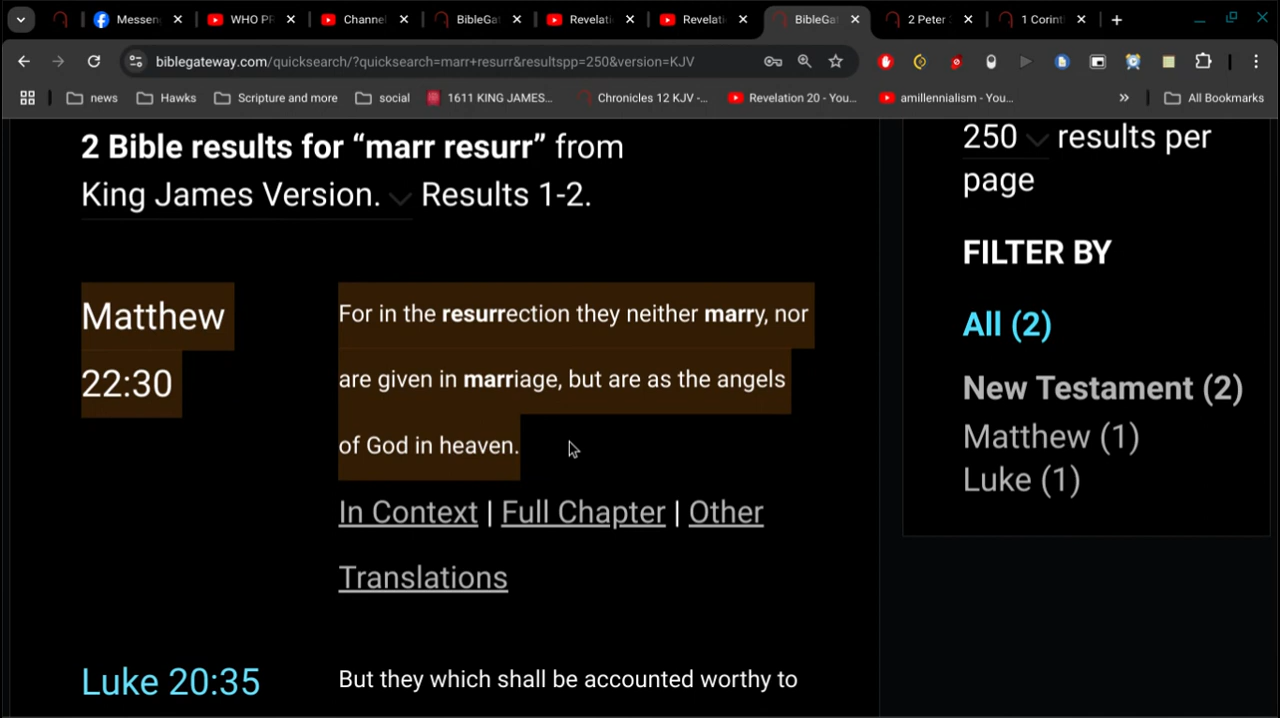 Messen
WHO PR
Channel
BibleGat
Revelati
Revelati
BibleGat
2 Peter
1 Corint
biblegateway.com/quicksearch/?quicksearch=marr+resurr&resultspp=250&version=KJV
news
Hawks
Scripture and more
social
1611 KING JAMES...
Chronicles 12 KJV -...
Revelation 20 - You...
amillennialism - You...
All Bookmarks
2 Bible results for “marr resurr” from
King James Version. Results 1-2.
Matthew
22:30
For in the resurrection they neither marry, nor
are given in marriage, but are as the angels
of God in heaven.
In Context | Full Chapter | Other
Translations
Luke 20:35
But they which shall be accounted worthy to
250 results per
page
FILTER BY
All (2)
New Testament (2)
Matthew (1)
Luke (1)